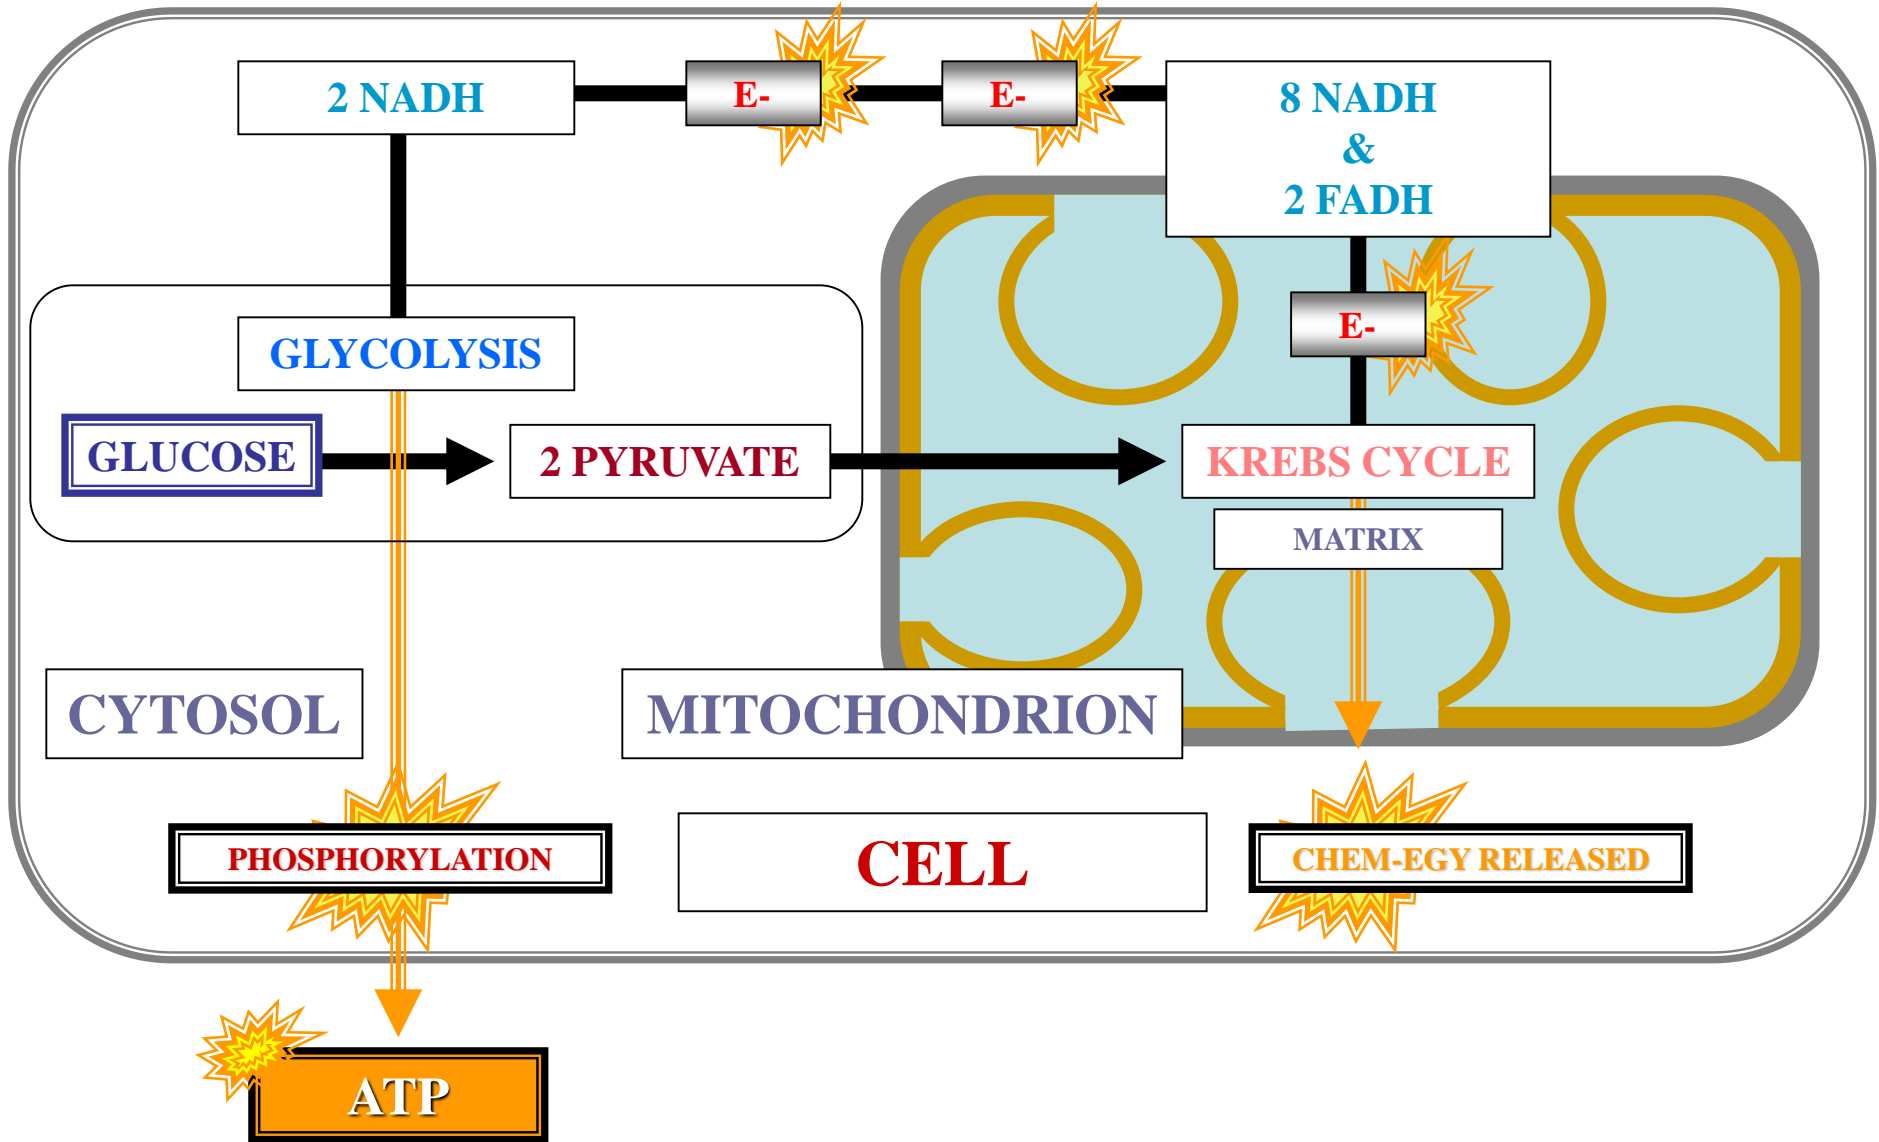 2 NADH
E-
E-
8 NADH
&
2 FADH
GLYCOLYSIS
E-
GLUCOSE
2 PYRUVATE
KREBS CYCLE
MATRIX
CYTOSOL
MITOCHONDRION
PHOSPHORYLATION
CELL
CHEM-EGY RELEASED
ATP